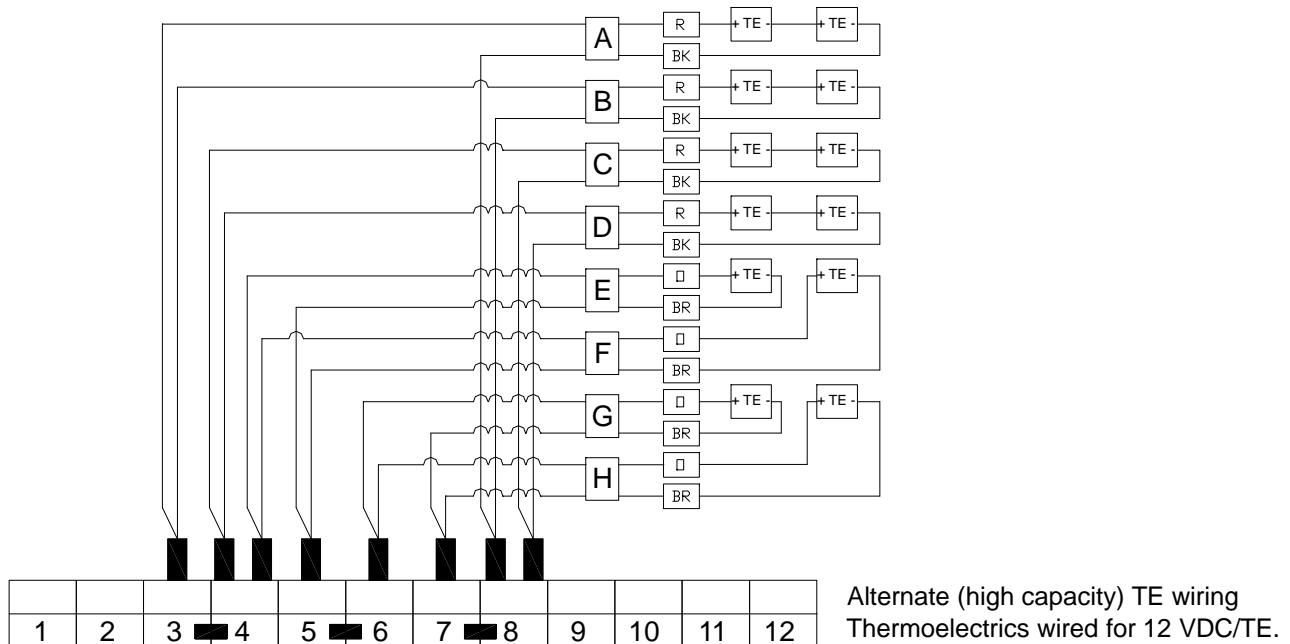 R + TE - + TE -
A
BK
R + TE - + TE -
B
BK
R + TE - + TE -
C
BK
R + TE - + TE -
D
BK
O + TE - + TE -
E
BR
O
F
BR
O + TE - + TE -
G
BR
O
H
BR
1 2 3 4 5 6 7 8 9 10 11 12
Alternate (high capacity) TE wiring
Thermoelectrics wired for 12 VDC/TE.